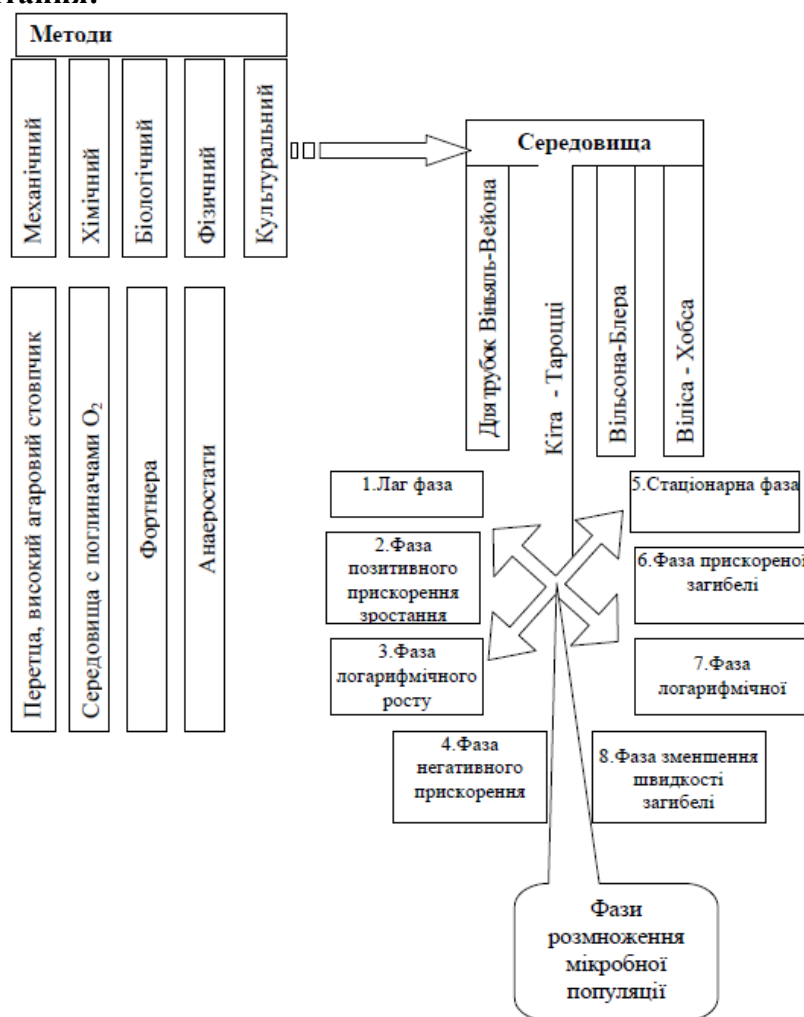 Методи
Механічний
Хімічний
Біологічний
Фізичний
Культуральний
Перетца, високий агаровий стовпчик
Середовища с поглиначами O₂
Фортнера
Анаеростати
Середовища
Для трубок Віньяль-Вейона
Кіта - Тароцці
Вільсона-Блера
Віліса - Хобса
1.Лаг фаза
2.Фаза
позитивного
прискорення
зростання
3.Фаза
логарифмічного
росту
4.Фаза
негативного
прискорення
5.Стаціонарна фаза
6.Фаза прискореної
загибелі
7.Фаза
логарифмічної
8.Фаза зменшення
швидкості
загибелі
Фази
розмноження
мікробної
популяції